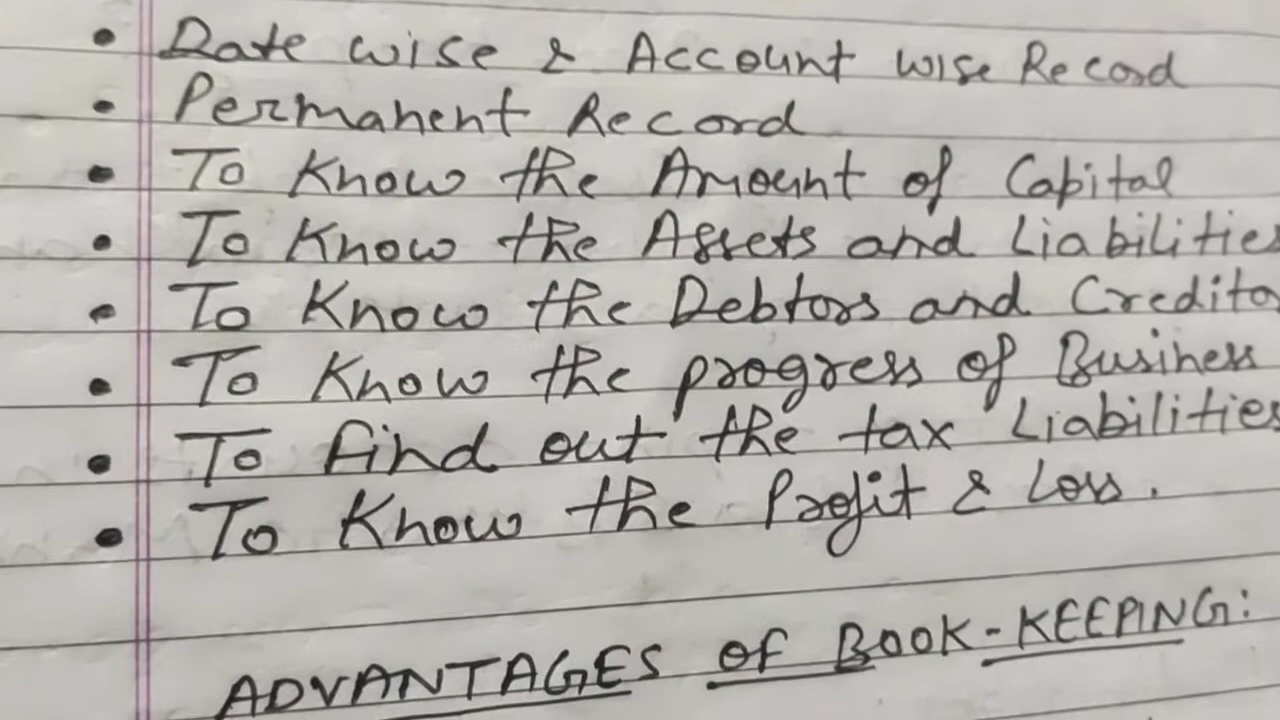 • Date wise & Account wise Record
• Permanent Record
• To Know the Amount of Capital
• To Know the Assets and Liabilities
• To Know the Debtors and Credito
• To Know the progress of Business
• To find out the tax Liabilities
• To Know the Profit & Loss.
ADVANTAGES of BOOK-KEEPING: